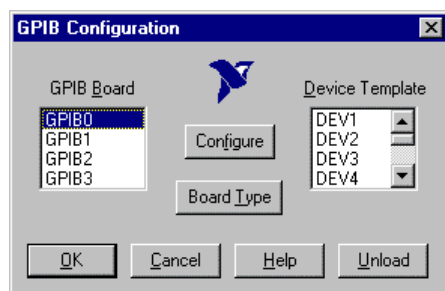 GPIB Configuration
GPIB Board
Device Template
GPIB0
GPIB1
GPIB2
GPIB3
Configure
Board Type
DEV1
DEV2
DEV3
DEV4
OK
Cancel
Help
Unload